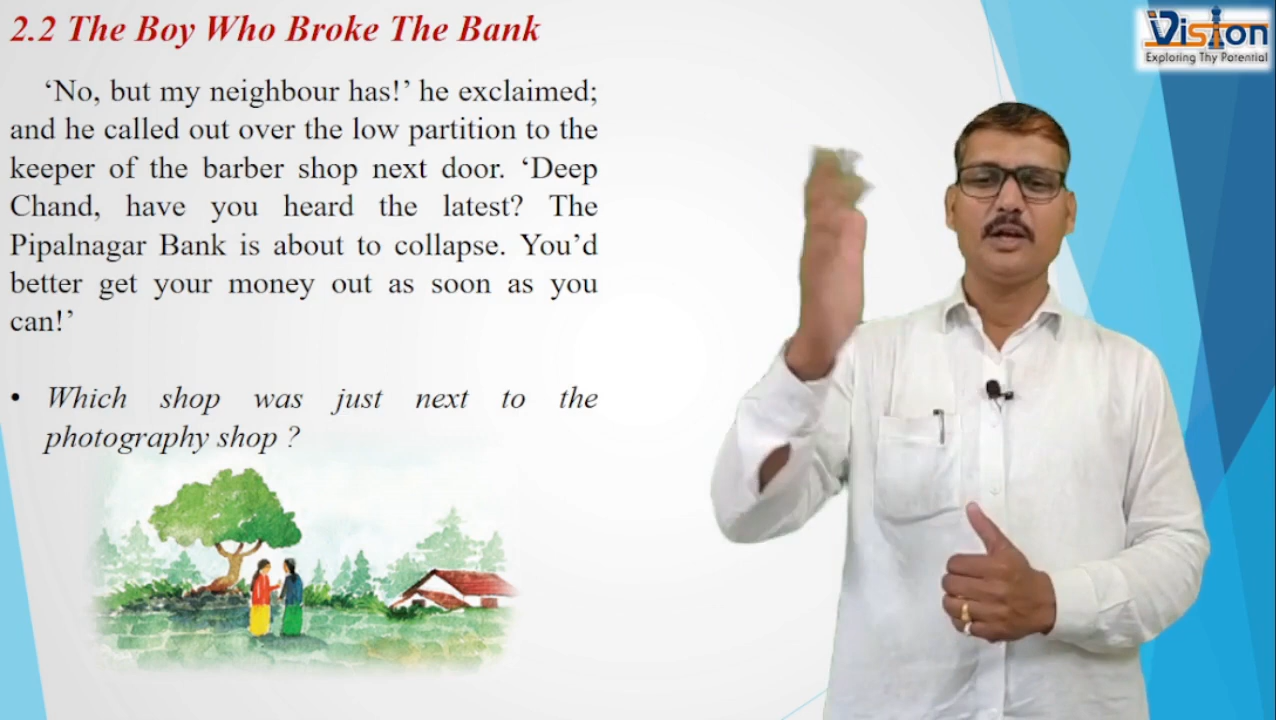 2.2 The Boy Who Broke The Bank
Vision
Exploring Thy Potential
‘No, but my neighbour has!’ he exclaimed;
and he called out over the low partition to the
keeper of the barber shop next door. ‘Deep
Chand, have you heard the latest? The
Pipalnagar Bank is about to collapse. You’d
better get your money out as soon as you
can!’
• Which shop was just next to the
photography shop ?